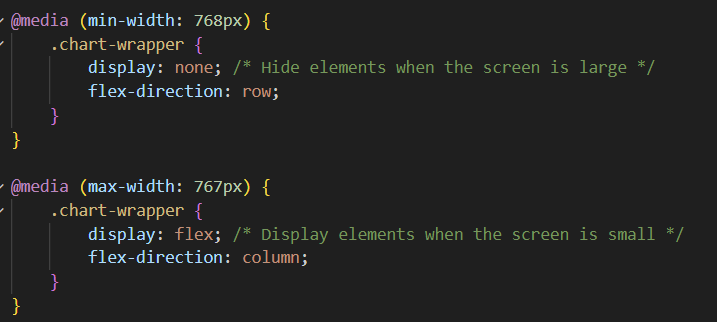 @media (min-width: 768px) {
.chart-wrapper {
display: none; /* Hide elements when the screen is large */
flex-direction: row;
}
}
@media (max-width: 767px) {
.chart-wrapper {
display: flex; /* Display elements when the screen is small */
flex-direction: column;
}
}